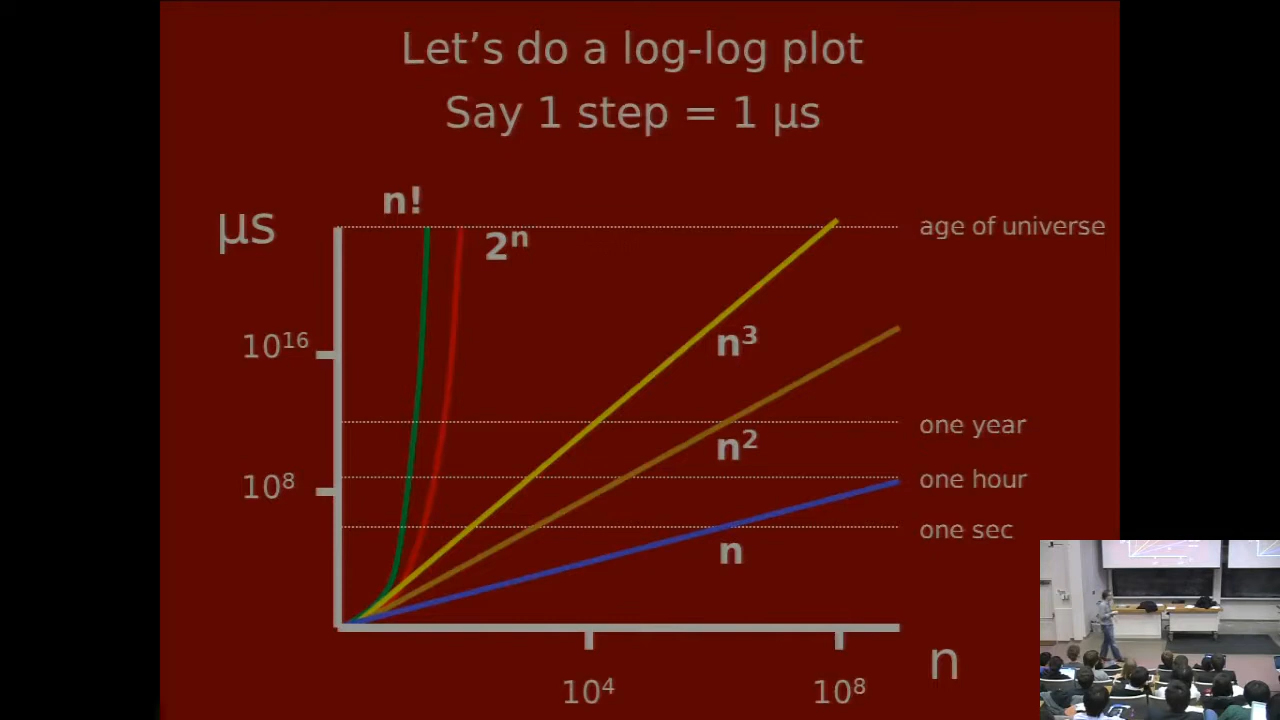 Let's do a log-log plot
Say 1 step = 1 µs
n!
µs
2ⁿ
age of universe
n³
10¹⁶
one year
n²
10⁸
one hour
one sec
n
n
10⁴
10⁸